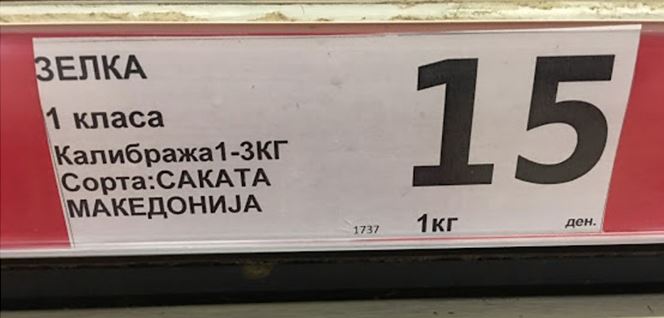 ЗЕЛКА
1 класа
Калибража1-3КГ
Сорта:САКАТА
МАКЕДОНИЈА
15
1737 1кг ден.